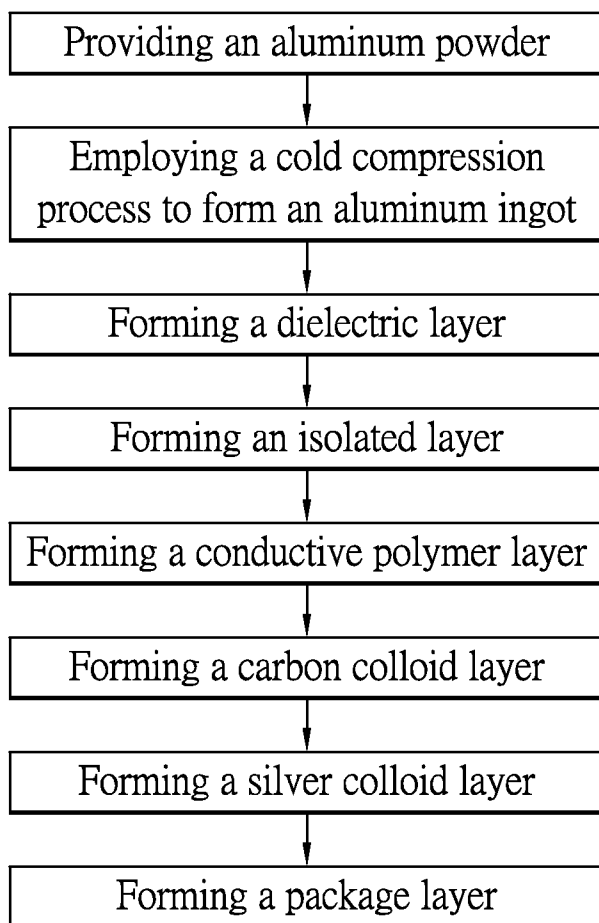 Providing an aluminum powder
Employing a cold compression
process to form an aluminum ingot
Forming a dielectric layer
Forming an isolated layer
Forming a conductive polymer layer
Forming a carbon colloid layer
Forming a silver colloid layer
Forming a package layer